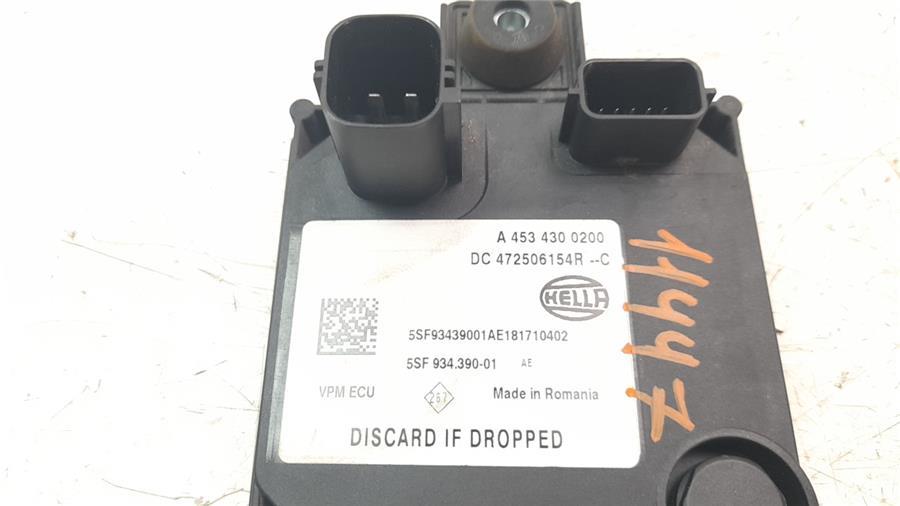 A 453 430 0200
DC 472506154R --C
HELLA
5SF93439001AE181710402
5SF 934.390-01 AE
VPM ECU 267 Made in Romania
DISCARD IF DROPPED
11447